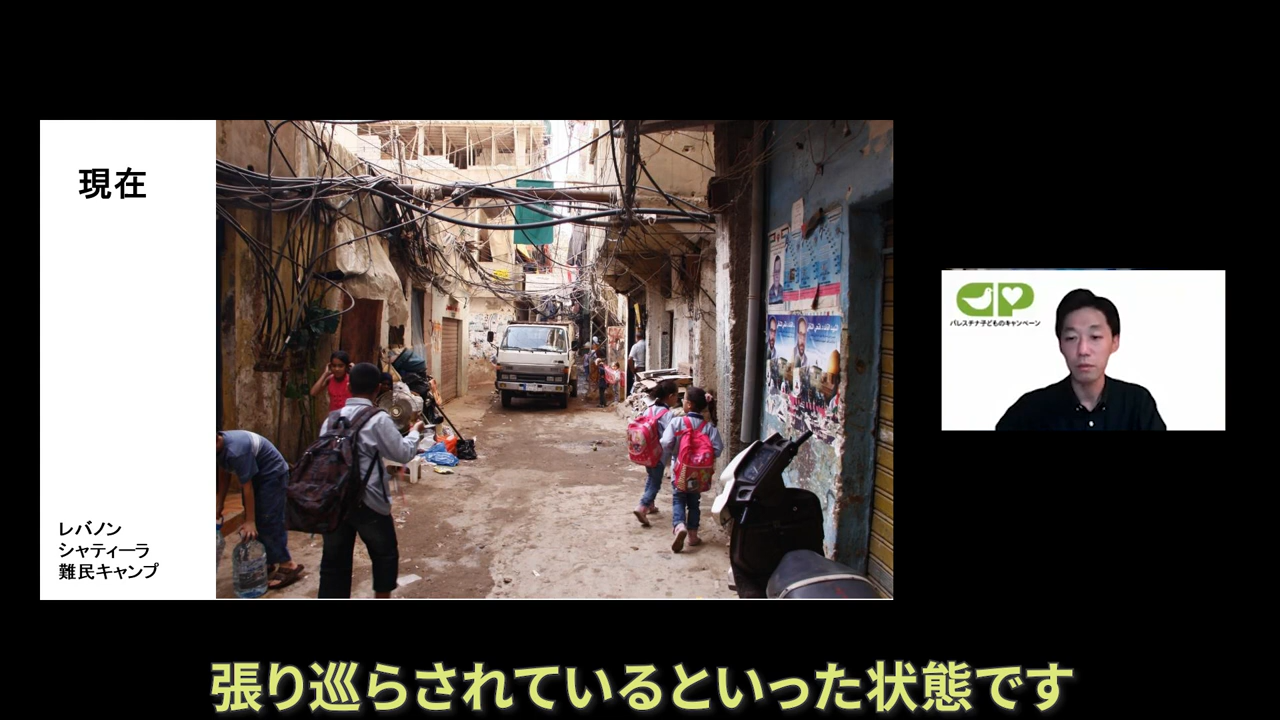 現在
レバノン
シャティーラ
難民キャンプ
パレスチナ子どものキャンペーン
張り巡らされているといった状態です